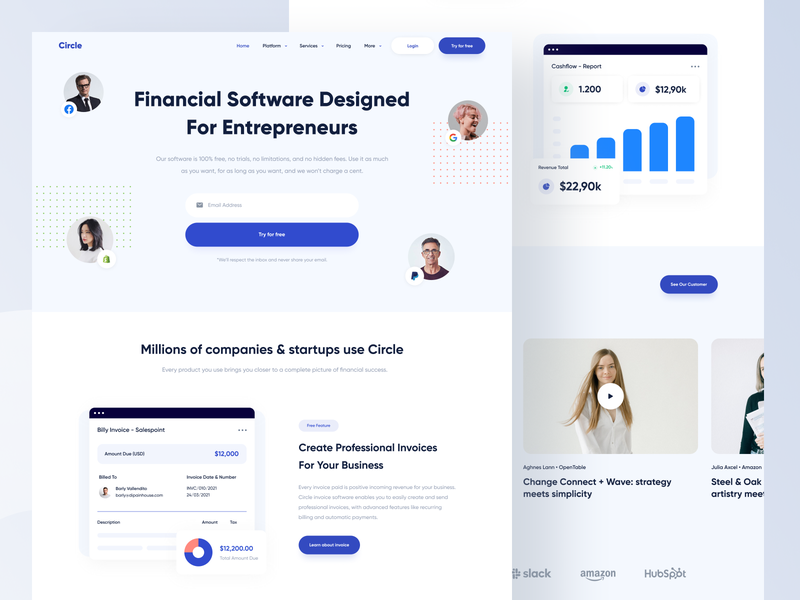 Circle
Home
Platform
Services
Pricing
More
Login
Try for free
Financial Software Designed
For Entrepreneurs
Our software is 100% free, no trials, no limitations, and no hidden fees. Use it as much
as you want, for as long as you want, and we won't charge a cent.
Email Address
Try for free
*We'll respect the inbox and never share your email.
Millions of companies & startups use Circle
Every product you use brings you closer to a complete picture of financial success.
Billy Invoice - Salespoint
Amount Due (USD)
$12,000
Billed To
Invoice Date & Number
Barly Vallendito
INVC/010/2021
24/03/2021
Description
Amount
Tax
$12,200.00
Total Amount Due
Free Feature
Create Professional Invoices
For Your Business
Every invoice paid is positive incoming revenue for your business.
Circle invoice software enables you to easily create and send
professional invoices, with advanced features like recurring
billing and automatic payments.
Learn about invoice
Cashflow - Report
1.200
$12,90k
Revenue Total
$22,90k
See Our Customer
Aghnes Lonn • OpenTable
Change Connect + Wave: strategy
meets simplicity
Julia Axcel • Amazon
Steel & Oak
artistry mee
slack
amazon
HubSpot